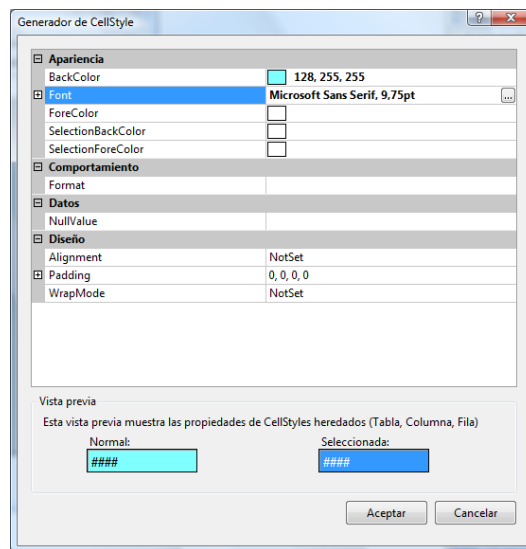 Generador de CellStyle
Apariencia
BackColor 128, 255, 255
Font Microsoft Sans Serif, 9,75pt ...
ForeColor
SelectionBackColor
SelectionForeColor
Comportamiento
Format
Datos
NullValue
Diseño
Alignment NotSet
Padding 0, 0, 0, 0
WrapMode NotSet
Vista previa
Esta vista previa muestra las propiedades de CellStyles heredados (Tabla, Columna, Fila)
Normal: Seleccionada:
#### ####
Aceptar Cancelar